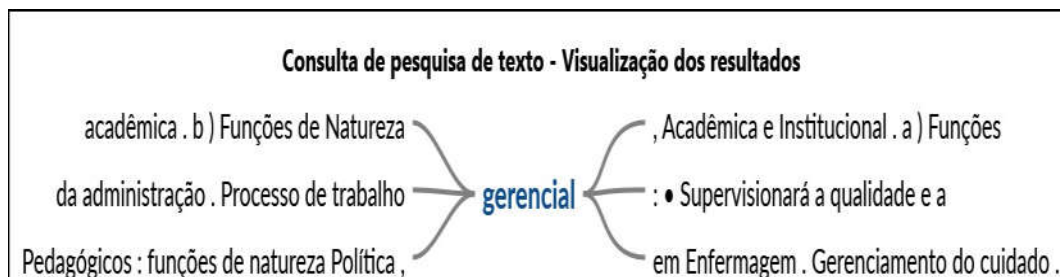 Consulta de pesquisa de texto - Visualização dos resultados
acadêmica . b ) Funções de Natureza
da administração . Processo de trabalho
Pedagógicos : funções de natureza Política ,
gerencial
, Acadêmica e Institucional . a ) Funções
: • Supervisionará a qualidade e a
em Enfermagem . Gerenciamento do cuidado .